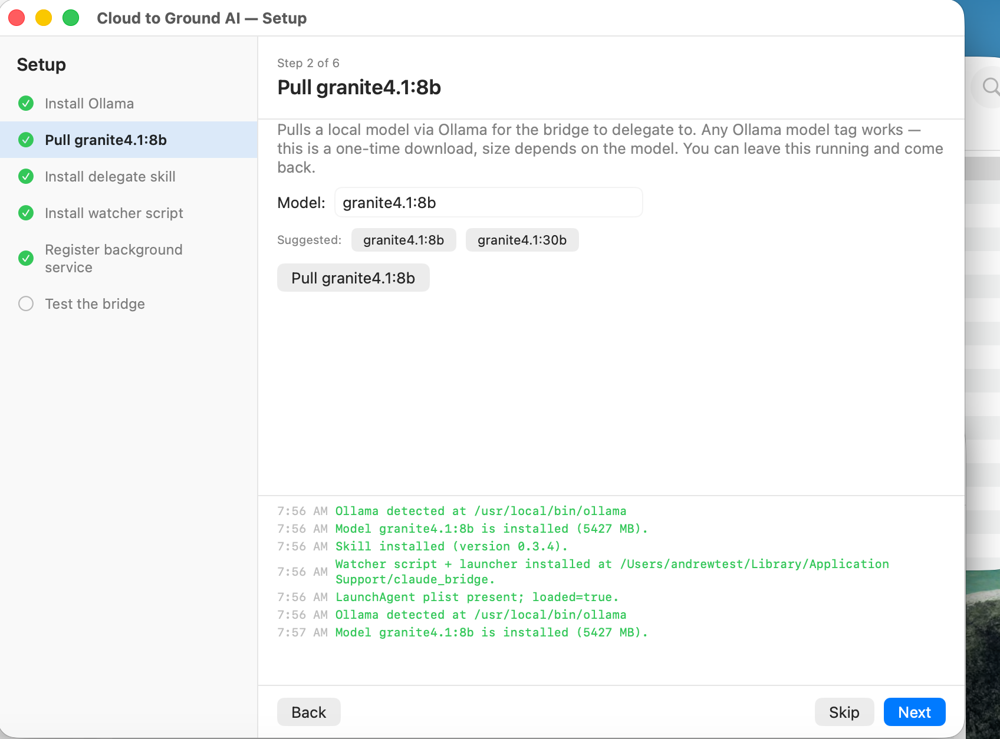 Cloud to Ground AI — Setup
Setup
Install Ollama
Pull granite4.1:8b
Install delegate skill
Install watcher script
Register background
service
Test the bridge
Step 2 of 6
Pull granite4.1:8b
Pulls a local model via Ollama for the bridge to delegate to. Any Ollama model tag works —
this is a one-time download, size depends on the model. You can leave this running and come
back.
Model: granite4.1:8b
Suggested: granite4.1:8b granite4.1:30b
Pull granite4.1:8b
7:56 AM Ollama detected at /usr/local/bin/ollama
7:56 AM Model granite4.1:8b is installed (5427 MB).
7:56 AM Skill installed (version 0.3.4).
7:56 AM Watcher script + launcher installed at /Users/andrewtest/Library/Application
Support/claude_bridge.
7:56 AM LaunchAgent plist present; loaded=true.
7:56 AM Ollama detected at /usr/local/bin/ollama
7:57 AM Model granite4.1:8b is installed (5427 MB).
Back Skip Next